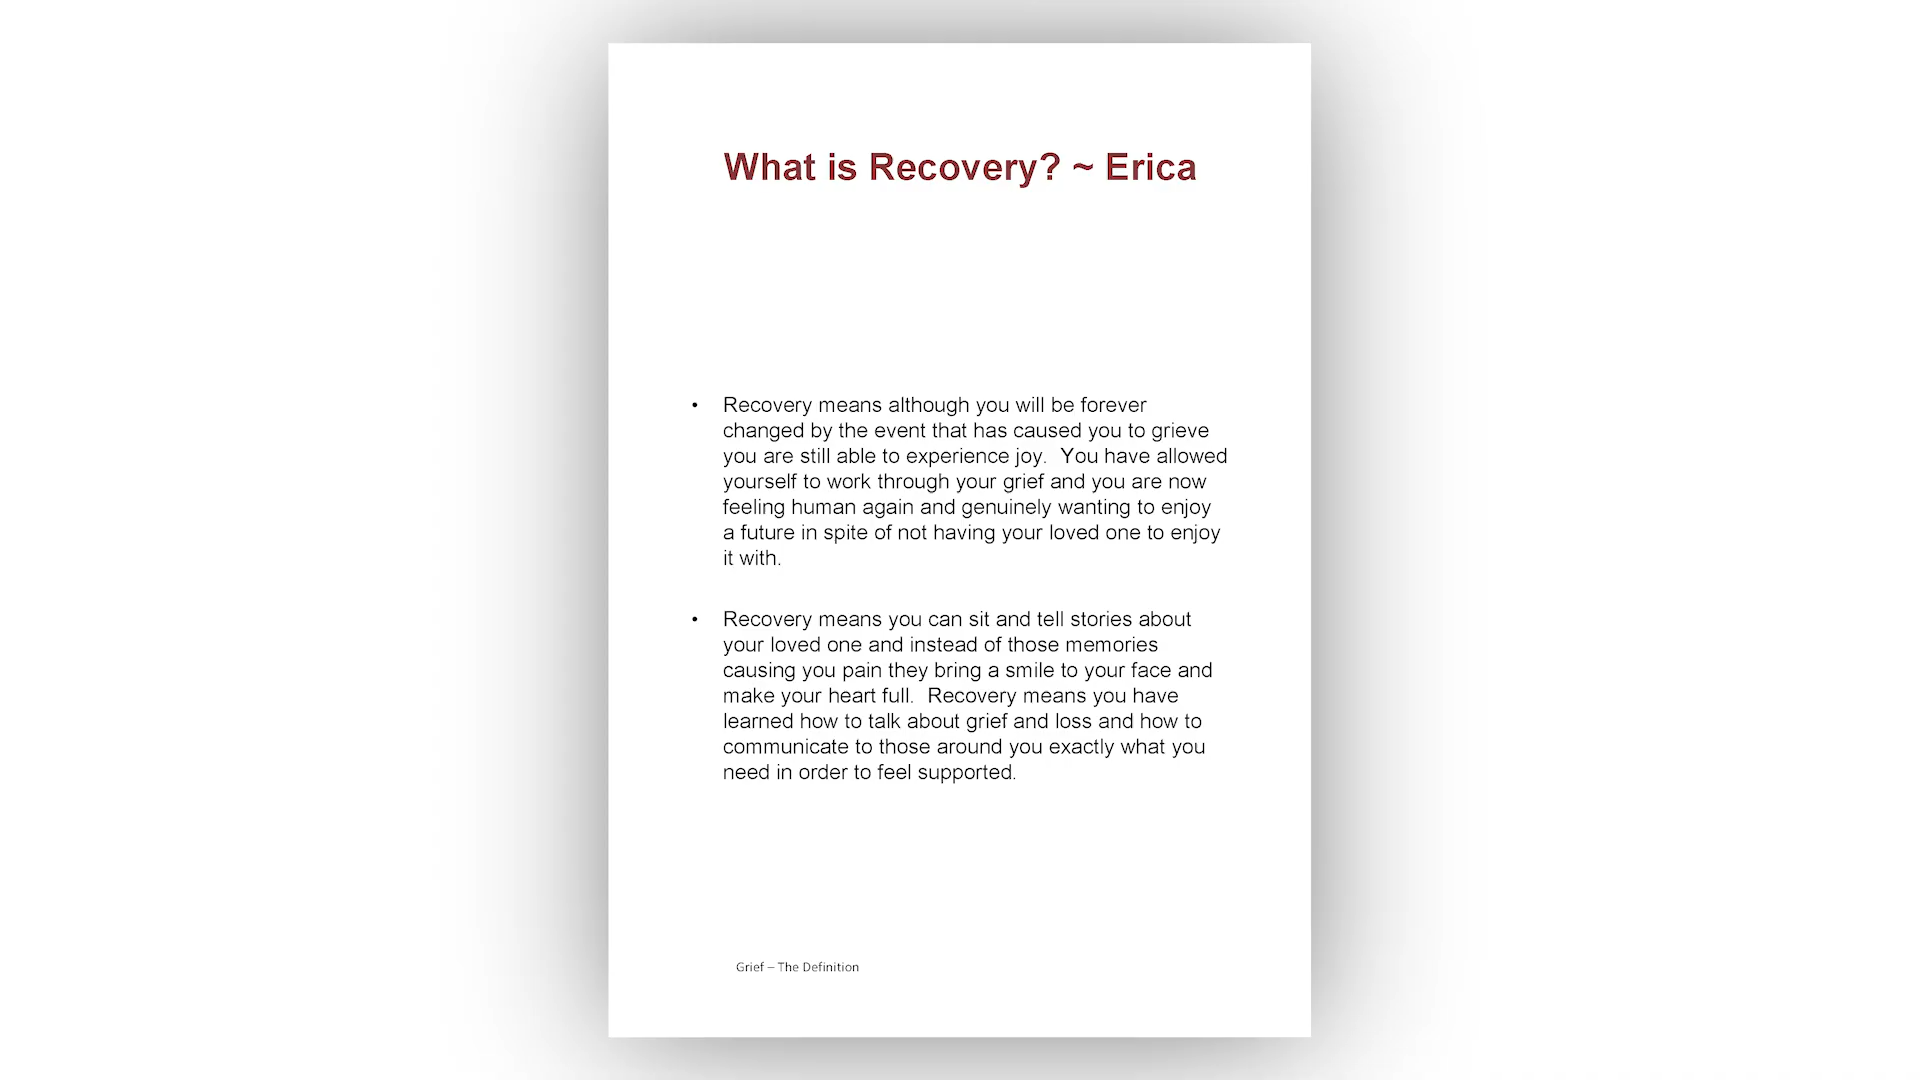 What is Recovery? ~ Erica
• Recovery means although you will be forever
changed by the event that has caused you to grieve
you are still able to experience joy.  You have allowed
yourself to work through your grief and you are now
feeling human again and genuinely wanting to enjoy
a future in spite of not having your loved one to enjoy
it with.
• Recovery means you can sit and tell stories about
your loved one and instead of those memories
causing you pain they bring a smile to your face and
make your heart full.  Recovery means you have
learned how to talk about grief and loss and how to
communicate to those around you exactly what you
need in order to feel supported.
Grief – The Definition